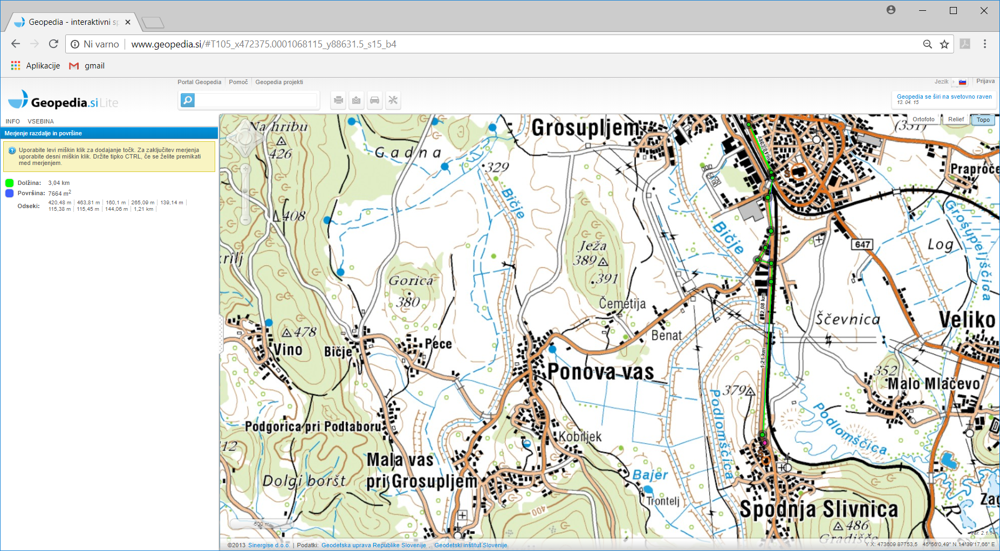 Geopedia - interaktivni sp
Ni varno www.geopedia.si/#T105_x472375.0001068115_y88631.5_s15_b4
Aplikacije gmail
Portal Geopedia Pomoč Geopedia projekti
Jezik Prijava
Geopedia.si Lite
Geopedia se širi na svetovno raven
13. 04. 15
INFO VSEBINA
Ortofoto Relief Topo
Merjenje razdalje in površine
Uporabite levi miškin klik za dodajanje točk. Za zaključitev merjenja
uporabite desni miškin klik. Držite tipko CTRL, če se želite premikati
med merjenjem.
Dolžina: 3,04 km
Površina: 7664 m2
Odseki: 420,48 m | 463,81 m | 160,1 m | 265,09 m | 139,14 m |
115,38 m | 115,45 m | 144,06 m | 1,21 km |
Na hribu
426
Gadna
329
Grosupljem
(351)
Praproče
S
Bičje
408
Bičje
Grosupeljščica
647
Log
Ježa
389
391
krilj
Gorica
380
Čemetija
2,08 km
Ščevnica
Veliko
478
Vino
Bičje
Pece
Benat
1,21 km
Ponova vas
352
Malo Mlačevo
379
Podlomščica
Podlomščica
Podgorica pri Podtaboru
312
Kobiljek
Mala vas
pri Grosupljem
Dolgi boršt
Bajer
Trontelj
400
Spodnja Slivnica
486
Gradišče
R
Zag
500 m
Ver. 2.1.14
©2013 Sinergise d.o.o. | Podatki: Geodetska uprava Republike Slovenije , Geodetski inštitut Slovenije
Y X: 473609 87753,5 45°56'0,49" N 14°39'17,66" E